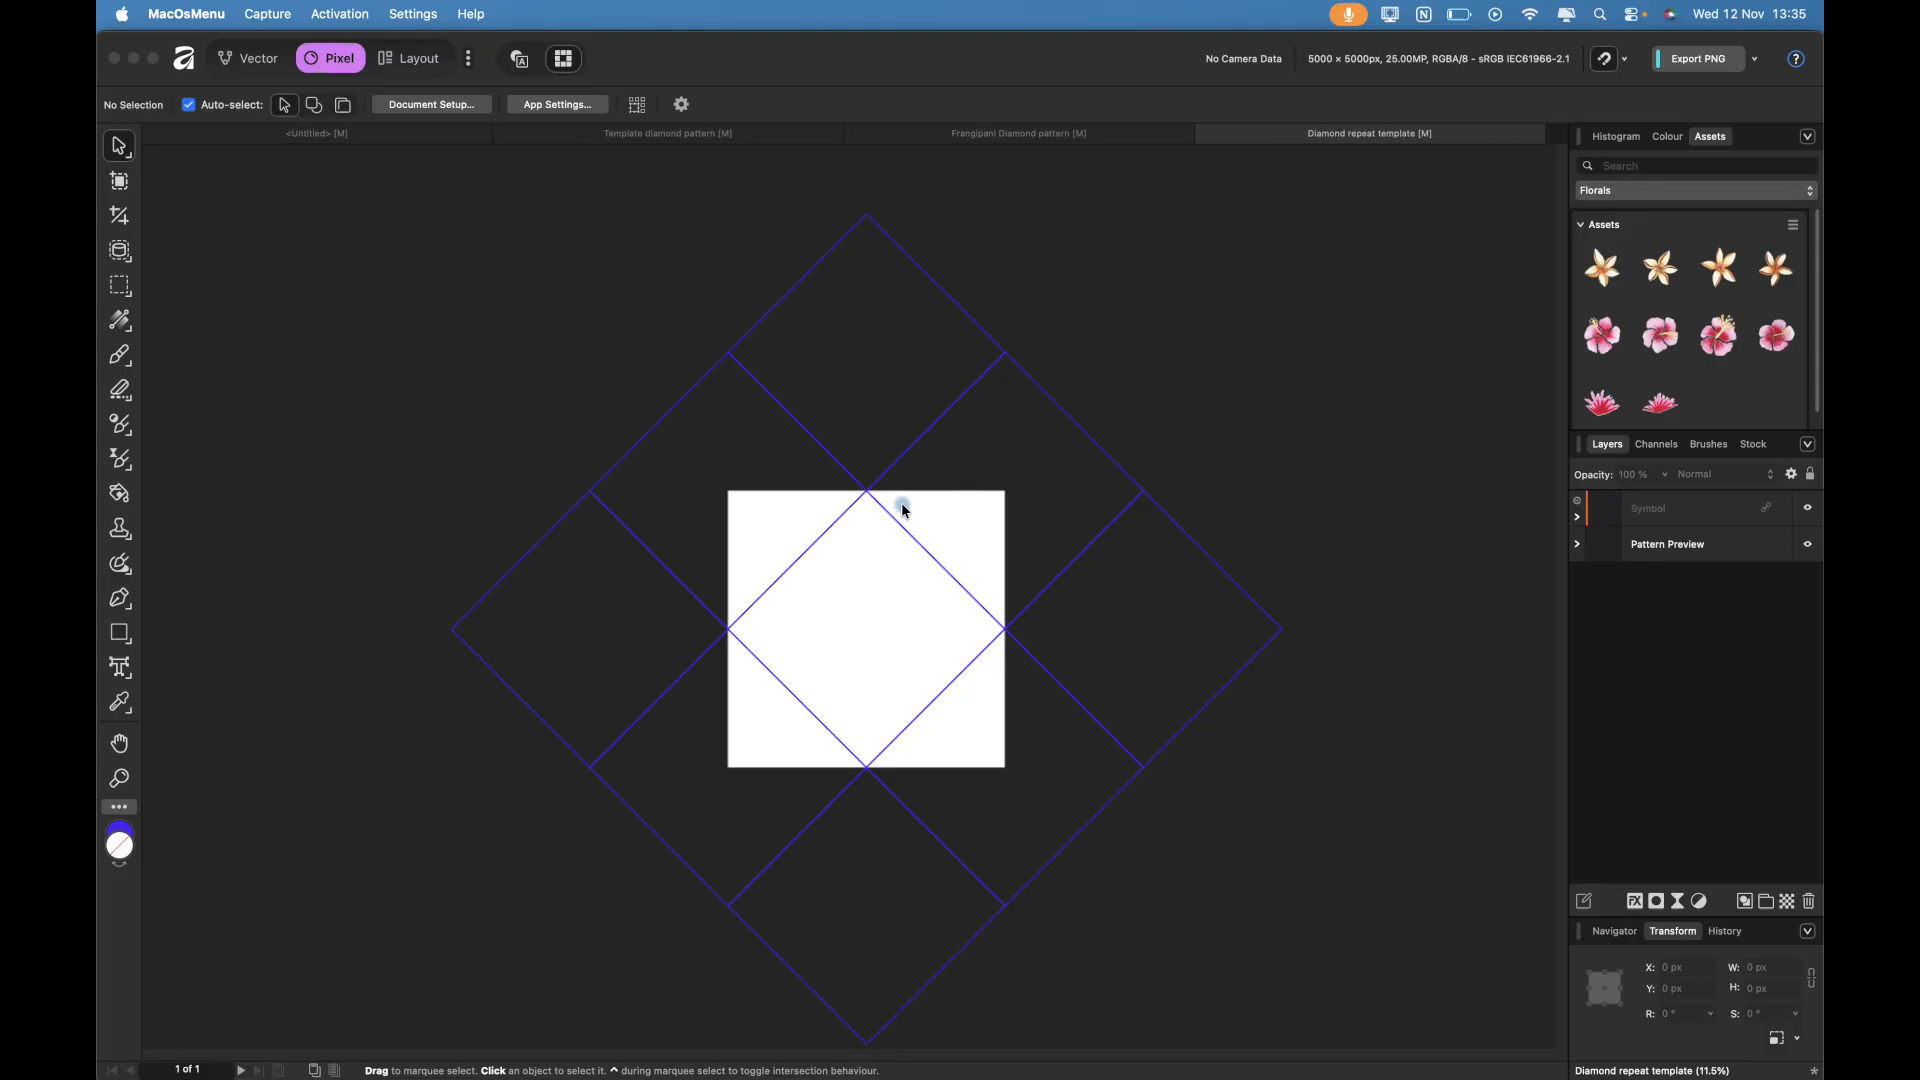 MacOsMenu Capture Activation Settings Help
Wed 12 Nov 13:35
Vector Pixel Layout
No Camera Data
5000 × 5000px, 25.00MP, RGBA/8 - sRGB IEC61966-2.1
Export PNG
No Selection
Auto-select:
Document Setup...
App Settings...
<Untitled> [M]
Template diamond pattern [M]
Frangipani Diamond pattern [M]
Diamond repeat template [M]
Histogram Colour Assets
Search
Florals
Assets
Layers Channels Brushes Stock
Opacity: 100 % Normal
Symbol
Pattern Preview
Navigator Transform History
X: 0 px W: 0 px
Y: 0 px H: 0 px
R: 0 ° S: 0 °
1 of 1
Drag to marquee select. Click an object to select it. ^ during marquee select to toggle intersection behaviour.
Diamond repeat template (11.5%) *